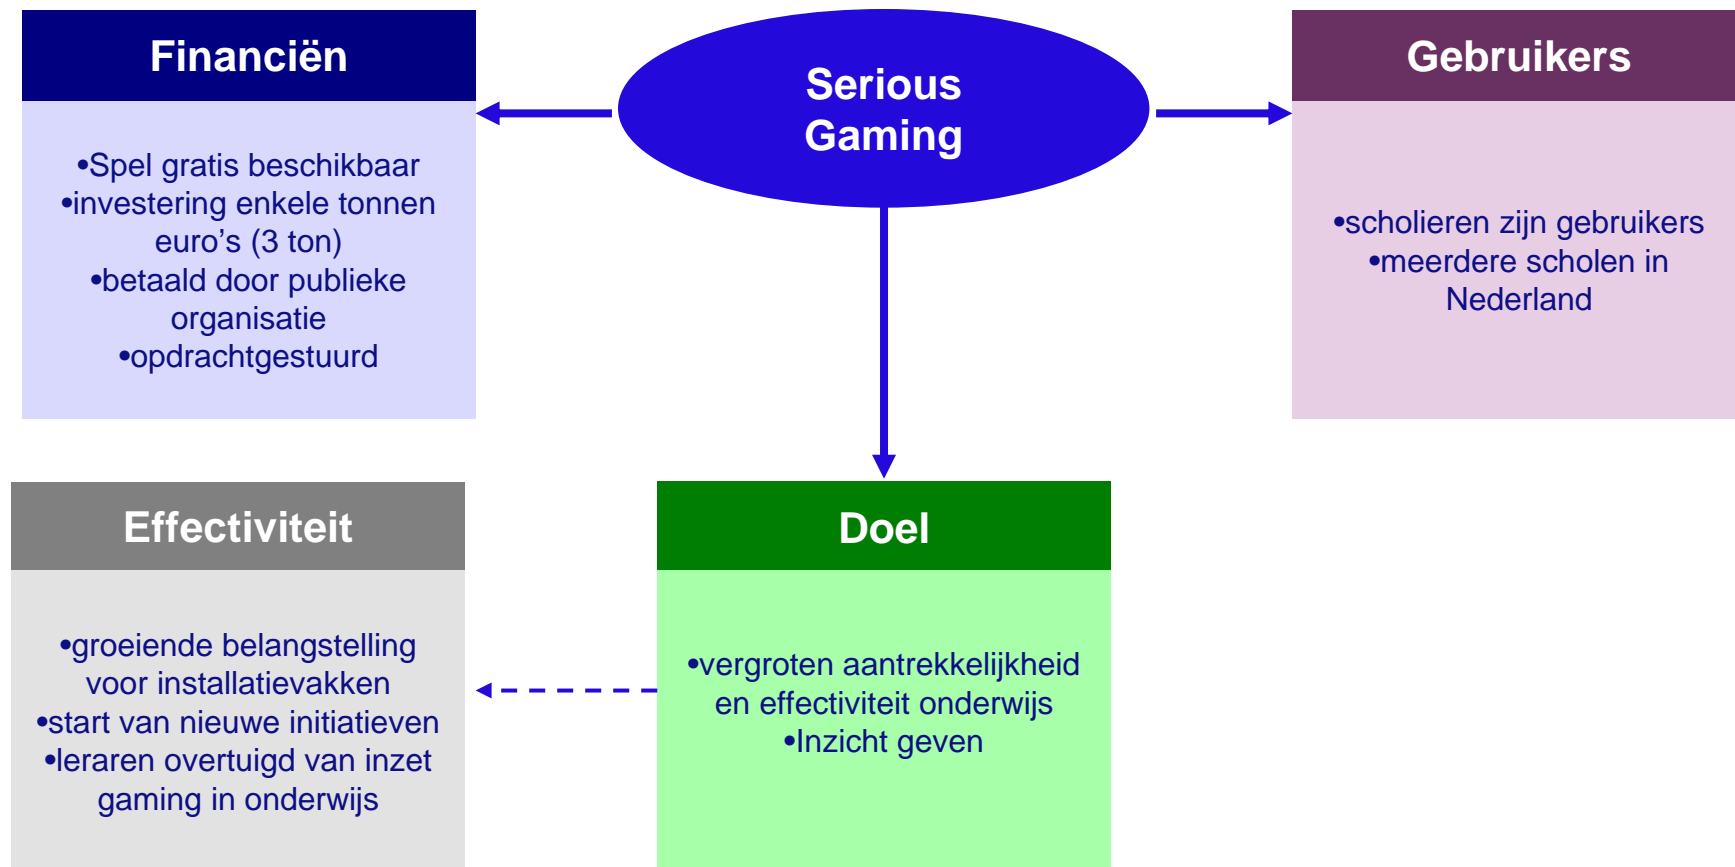 Financiën
•Spel gratis beschikbaar
•investering enkele tonnen
euro’s (3 ton)
•betaald door publieke
organisatie
•opdrachtgestuurd
Serious
Gaming
Gebruikers
•scholieren zijn gebruikers
•meerdere scholen in
Nederland
Effectiviteit
•groeiende belangstelling
voor installatievakken
•start van nieuwe initiatieven
•leraren overtuigd van inzet
gaming in onderwijs
Doel
•vergroten aantrekkelijkheid
en effectiviteit onderwijs
•Inzicht geven